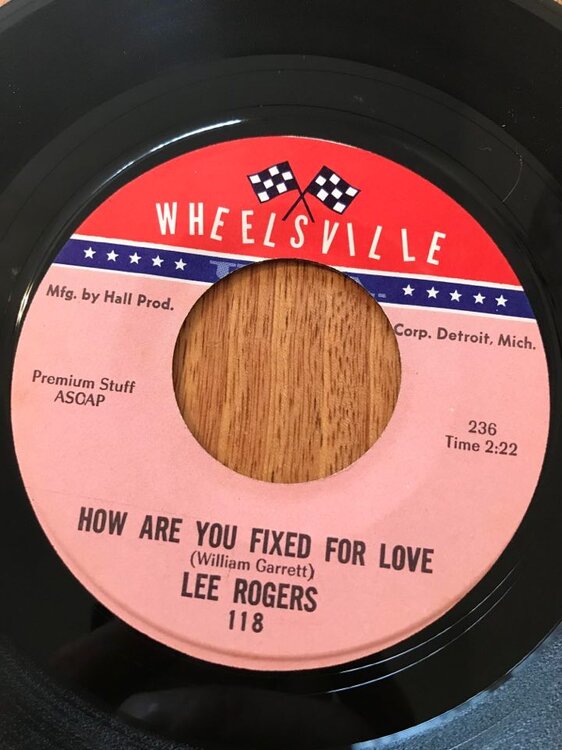 WHEELSVILLE
Mfg. by Hall Prod.
Corp. Detroit, Mich.
Premium Stuff
ASCAP
236
Time 2:22
HOW ARE YOU FIXED FOR LOVE
(William Garrett)
LEE ROGERS
118